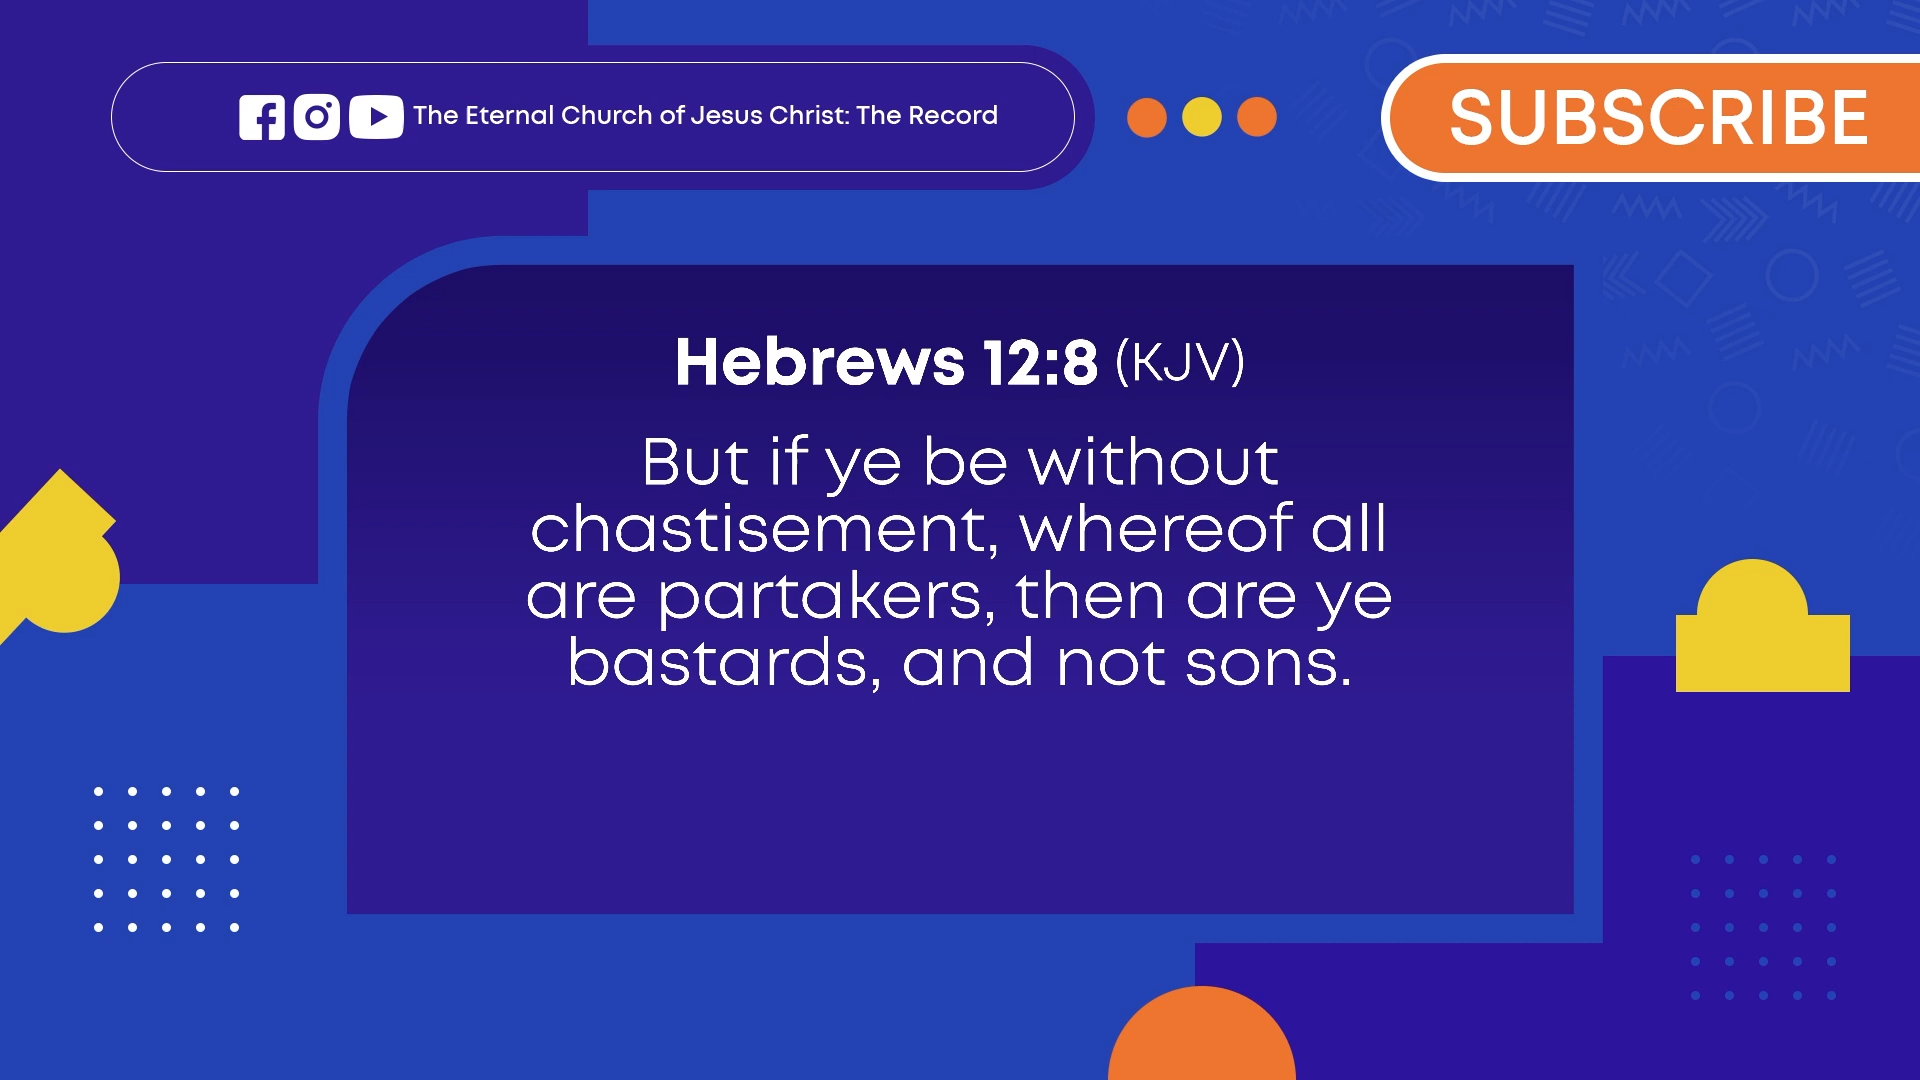 The Eternal Church of Jesus Christ: The Record
SUBSCRIBE
Hebrews 12:8 (KJV)
But if ye be without
chastisement, whereof all
are partakers, then are ye
bastards, and not sons.